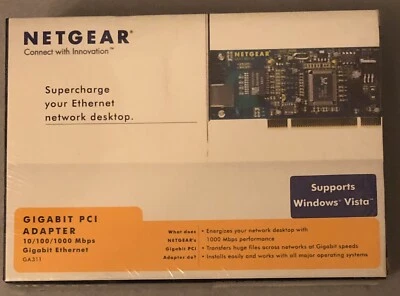 NETGEAR®
Connect with Innovation™
Supercharge
your Ethernet
network desktop.
Supports
Windows® Vista™
GIGABIT PCI
ADAPTER
10/100/1000 Mbps
Gigabit Ethernet
GA311
What does
NETGEAR's
Gigabit PCI
Adapter do?
• Energizes your network desktop with
1000 Mbps performance
• Transfers huge files across networks at Gigabit speeds
• Installs easily and works with all major operating systems